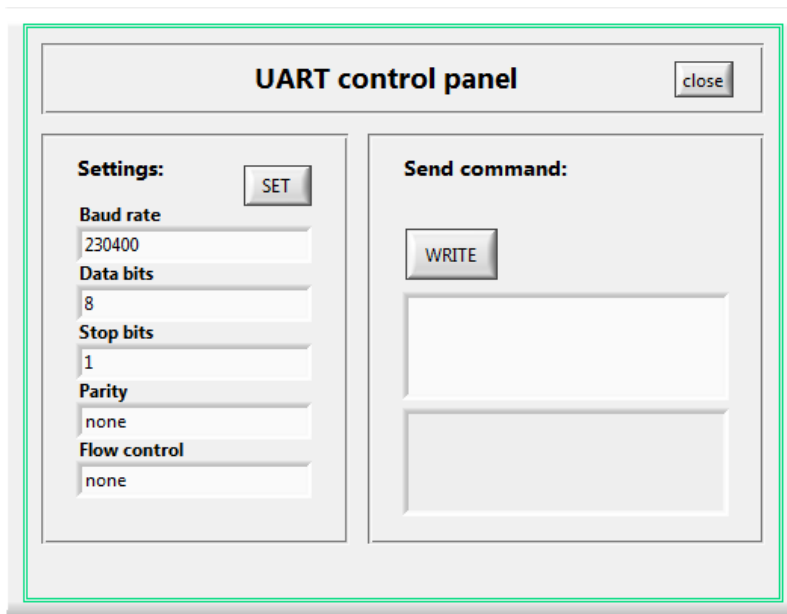 UART control panel
close
Settings:
SET
Baud rate
230400
Data bits
8
Stop bits
1
Parity
none
Flow control
none
Send command:
WRITE